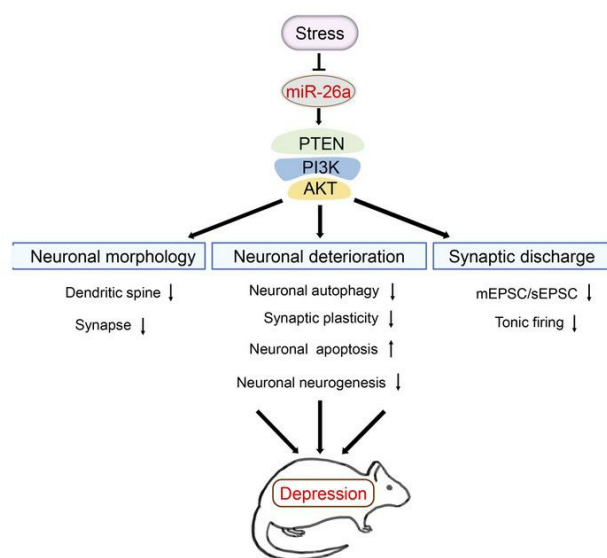 Stress
miR-26a
PTEN
PI3K
AKT
Neuronal morphology
Dendritic spine ↓
Synapse ↓
Neuronal deterioration
Neuronal autophagy ↓
Synaptic plasticity ↓
Neuronal apoptosis ↑
Neuronal neurogenesis ↓
Synaptic discharge
mEPSC/sEPSC ↓
Tonic firing ↓
Depression